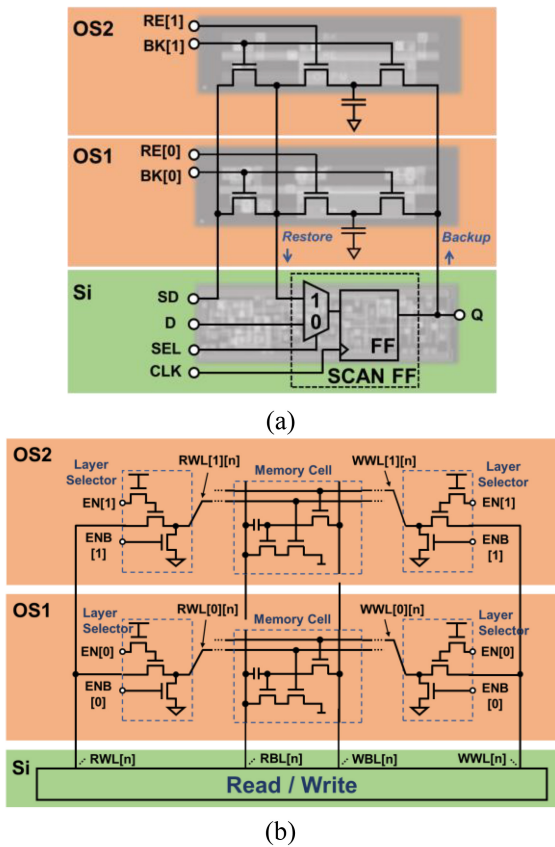 OS2
RE[1]
BK[1]
OS1
RE[0]
BK[0]
Restore
Backup
Si
SD
D
SEL
CLK
1
0
FF
SCAN FF
Q
(a)
OS2
Layer
Selector
RWL[1][n]
Memory Cell
WWL[1][n]
Layer
Selector
EN[1]
EN[1]
ENB
[1]
ENB
[1]
OS1
Layer
Selector
RWL[0][n]
Memory Cell
WWL[0][n]
Layer
Selector
EN[0]
EN[0]
ENB
[0]
ENB
[0]
Si
RWL[n]
RBL[n]
WBL[n]
WWL[n]
Read / Write
(b)